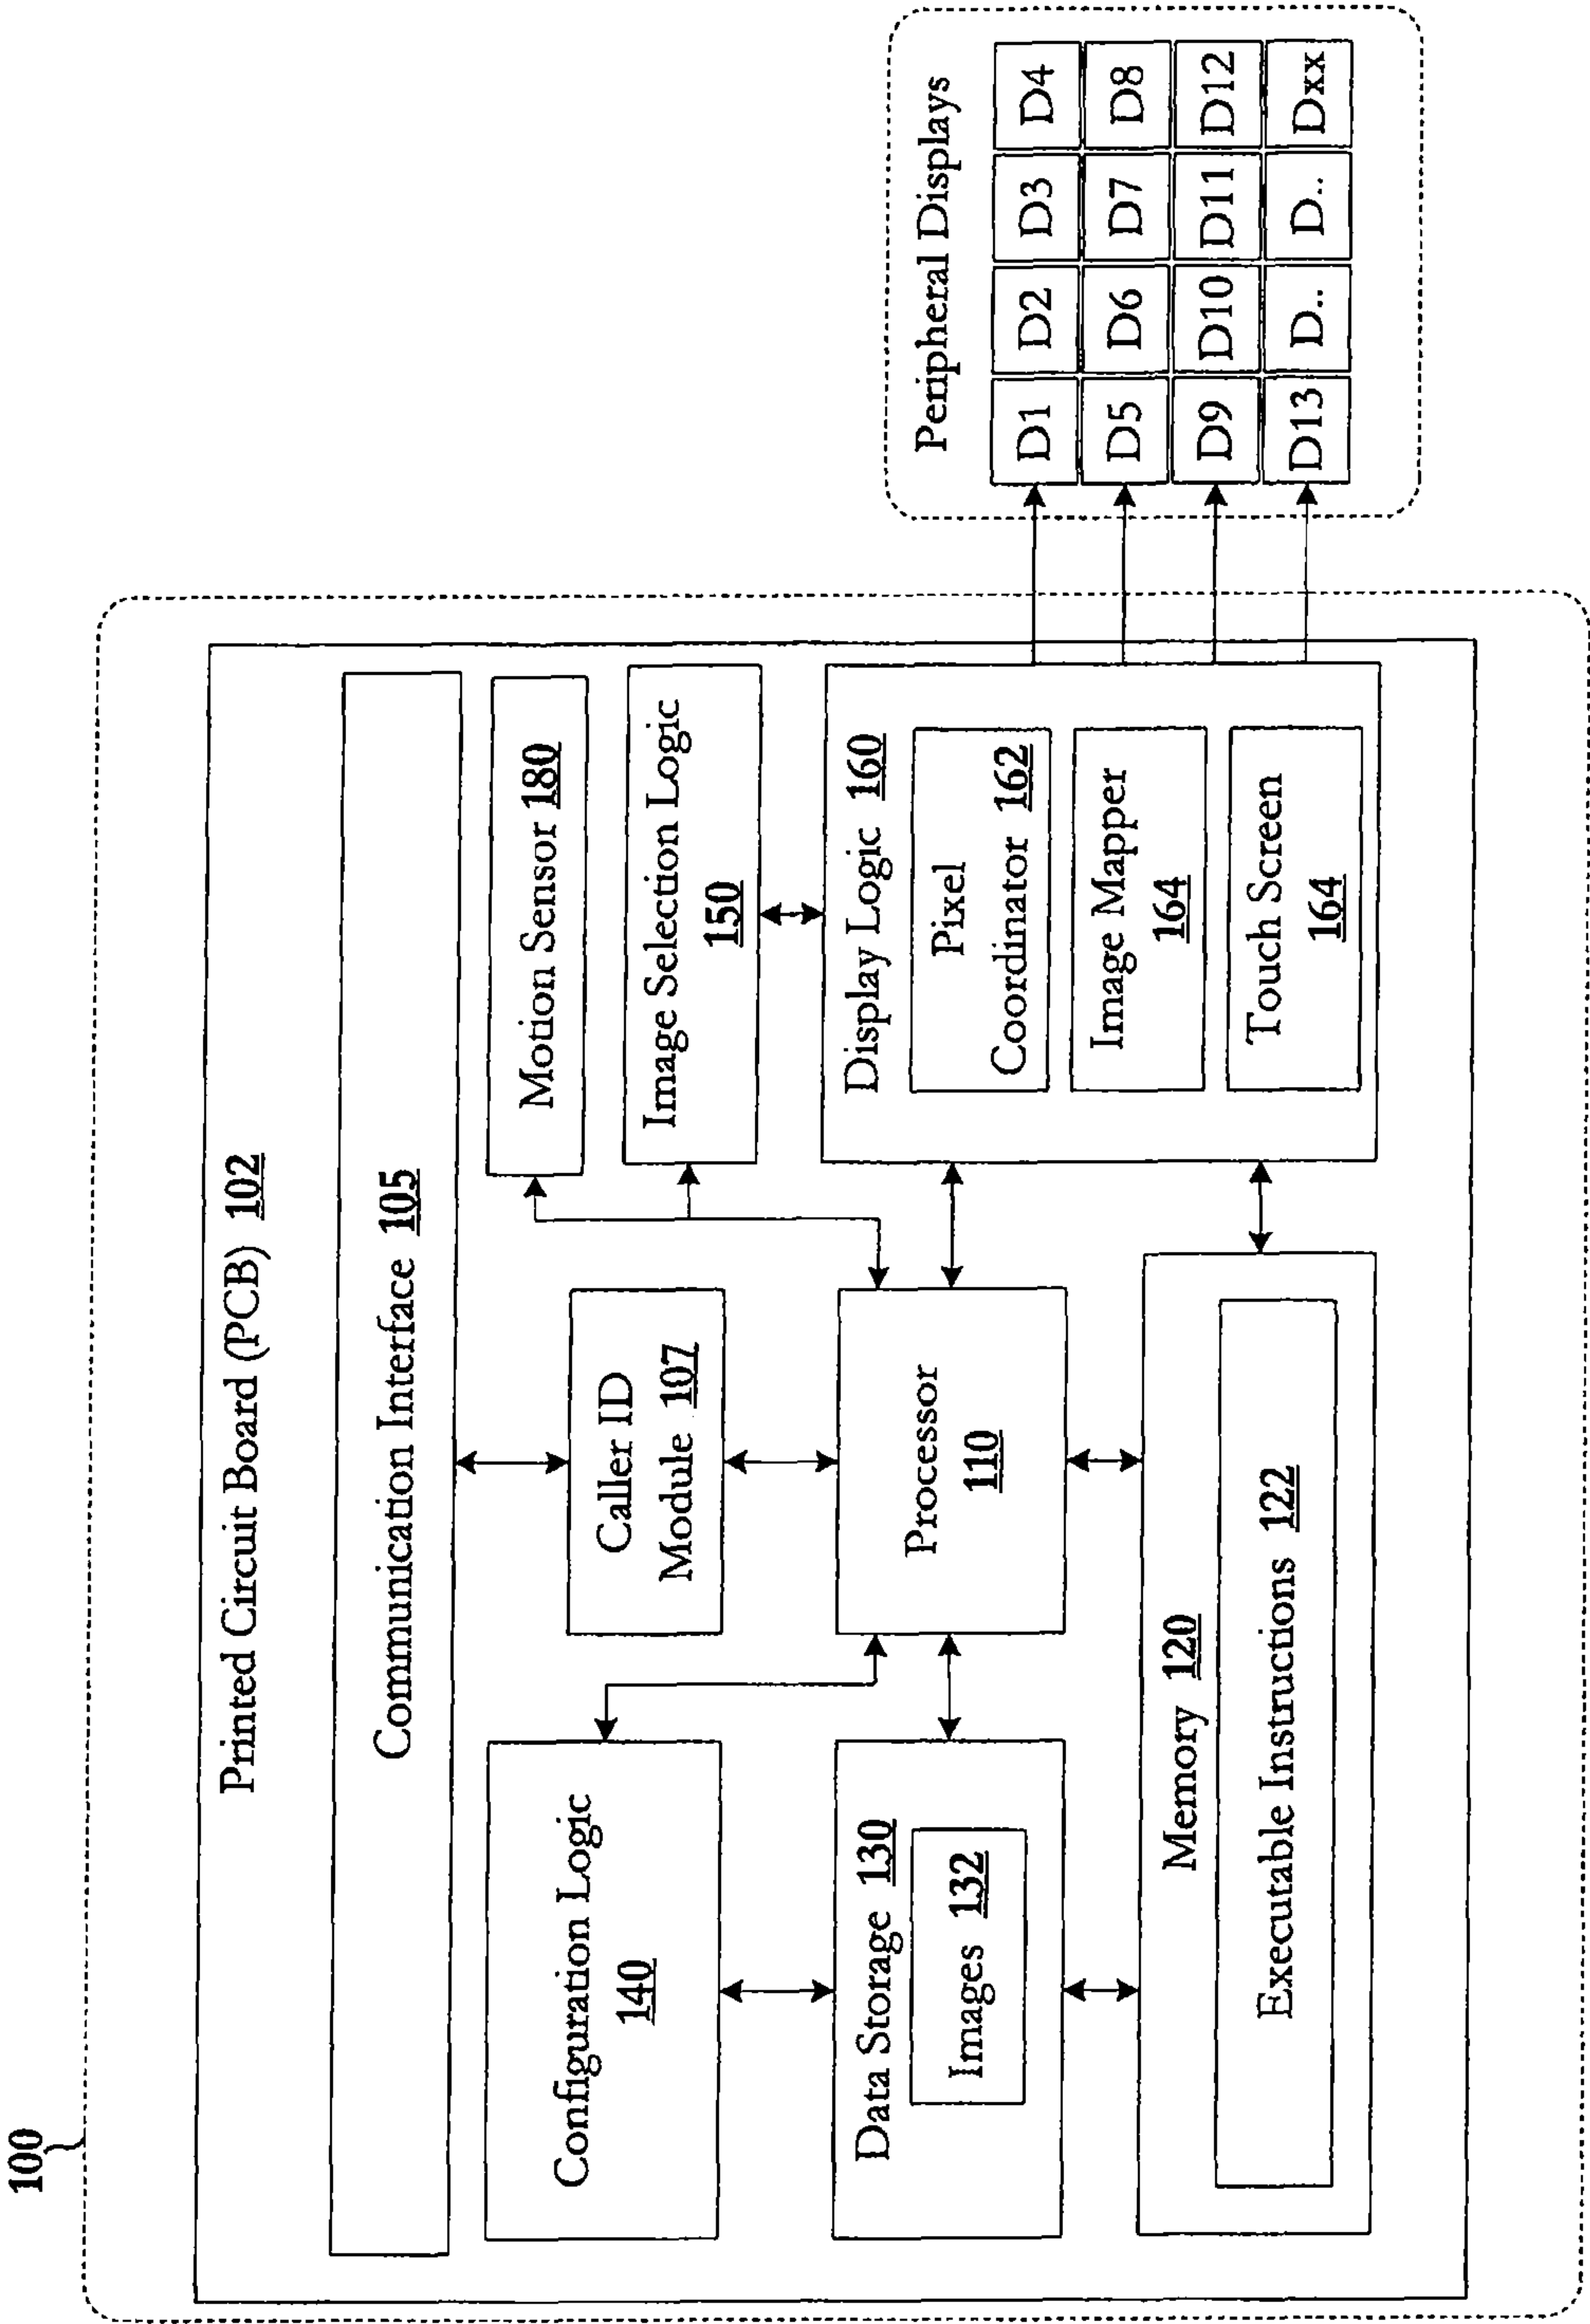 100
Printed Circuit Board (PCB) 102
Communication Interface 105
Configuration Logic
140
Caller ID
Module 107
Motion Sensor 180
Image Selection Logic
150
Data Storage 130
Images 132
Processor
110
Display Logic 160
Pixel
Coordinator 162
Image Mapper
164
Touch Screen
164
Memory 120
Executable Instructions 122
Peripheral Displays
D1 D2 D3 D4
D5 D6 D7 D8
D9 D10 D11 D12
D13 D.. D.. Dxx